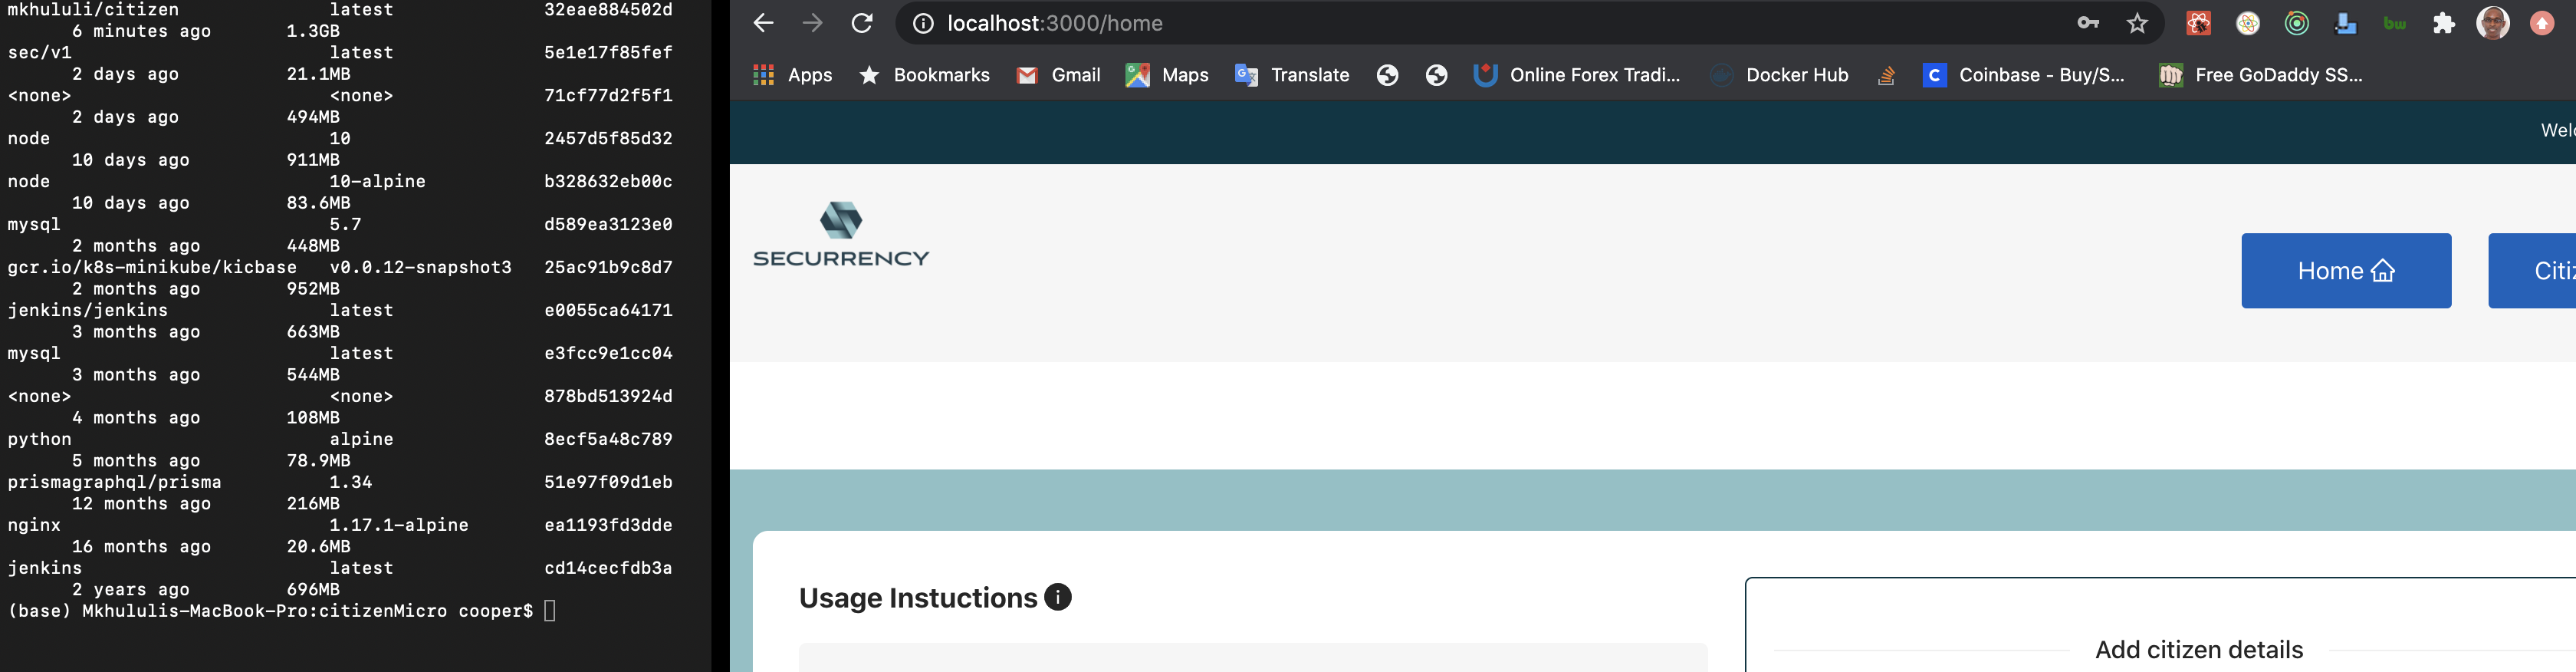 mkhululi/citizen latest 32eae884502d
6 minutes ago 1.3GB
sec/v1 latest 5e1e17f85fef
2 days ago 21.1MB
<none> <none> 71cf77d2f5f1
2 days ago 494MB
node 10 2457d5f85d32
10 days ago 911MB
node 10-alpine b328632eb00c
10 days ago 83.6MB
mysql 5.7 d589ea3123e0
2 months ago 448MB
gcr.io/k8s-minikube/kicbase v0.0.12-snapshot3 25ac91b9c8d7
2 months ago 952MB
jenkins/jenkins latest e0055ca64171
3 months ago 663MB
mysql latest e3fcc9e1cc04
3 months ago 544MB
<none> <none> 878bd513924d
4 months ago 108MB
python alpine 8ecf5a48c789
5 months ago 78.9MB
prismagraphql/prisma 1.34 51e97f09d1eb
12 months ago 216MB
nginx 1.17.1-alpine ea1193fd3dde
16 months ago 20.6MB
jenkins latest cd14cecfdb3a
2 years ago 696MB
(base) Mkhululis-MacBook-Pro:citizenMicro cooper$
localhost:3000/home
bw
Apps Bookmarks Gmail Maps Translate Online Forex Tradi... Docker Hub Coinbase - Buy/S... Free GoDaddy SS...
Welc
SECURRENCY
Home Citiz
Usage Instuctions
Add citizen details